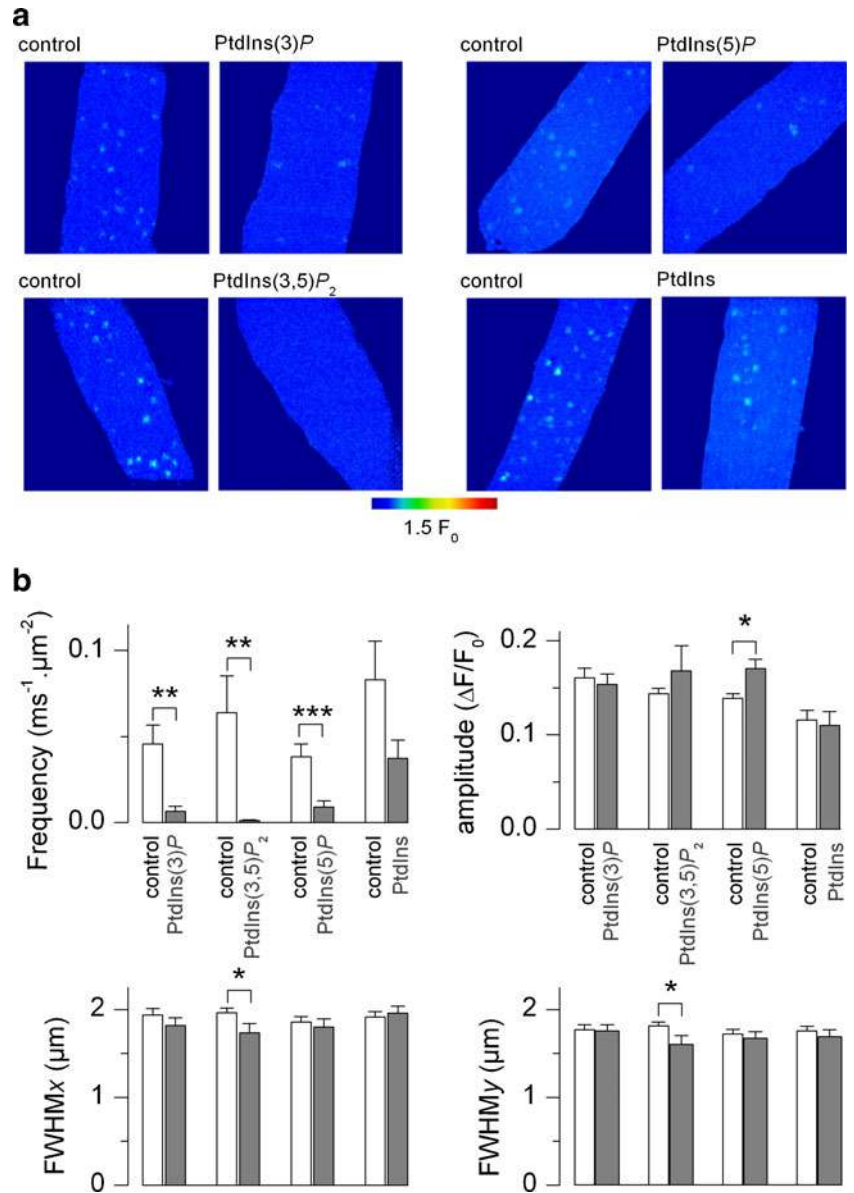 a
control PtdIns(3)P control PtdIns(5)P
control PtdIns(3,5)P₂ control PtdIns
1.5 F₀
b
Frequency (ms⁻¹.µm⁻²)
0.1
0.0
** ** ***
control PtdIns(3)P control PtdIns(3,5)P₂ control PtdIns(5)P control PtdIns
amplitude (ΔF/F₀)
0.2
0.1
0.0
*
control PtdIns(3)P control PtdIns(3,5)P₂ control PtdIns(5)P control PtdIns
FWHMx (µm)
2
1
0
*
FWHMy (µm)
2
1
0
*